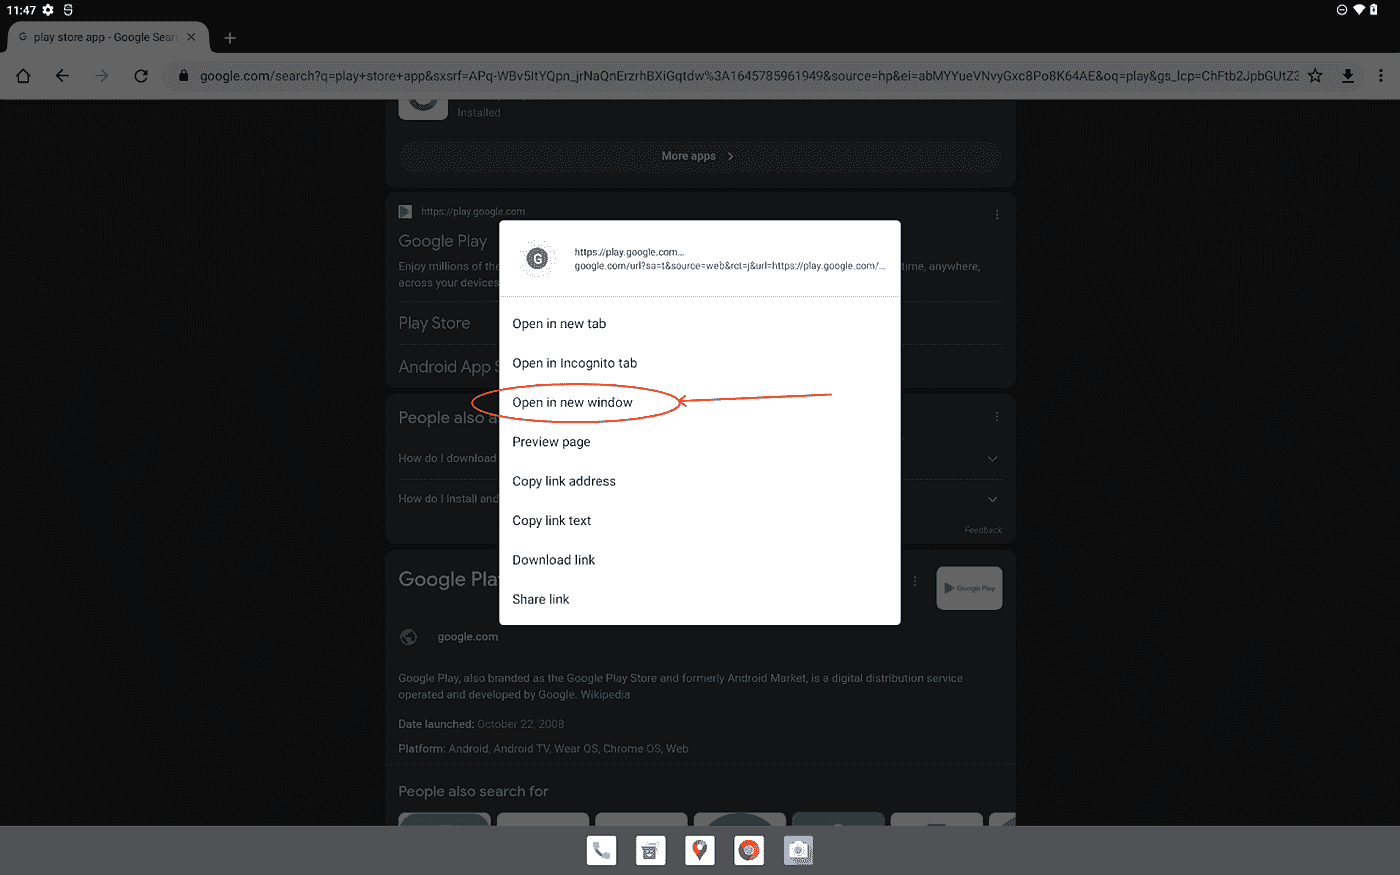 11:47
play store app - Google Sear
google.com/search?q=play+store+app&sxsrf=APq-WBv5ItYQpn_jrNaQnErzrhBXiGqtdw%3A1645785961949&source=hp&ei=abMYYueVNvyGxc8Po8K64AE&oq=play&gs_lcp=ChFtb2JpbGUtZ3
Installed
More apps
https://play.google.com
Google Play
Enjoy millions of the
time, anywhere,
across your devices
Play Store
Android App S
https://play.google.com...
google.com/url?sa=t&source=web&rct=j&url=https://play.google.com/...
Open in new tab
Open in Incognito tab
Open in new window
Preview page
Copy link address
Copy link text
Download link
Share link
People also a
How do I download
How do I install and
Feedback
Google Pla
Google Play
google.com
Google Play, also branded as the Google Play Store and formerly Android Market, is a digital distribution service
operated and developed by Google. Wikipedia
Date launched: October 22, 2008
Platform: Android, Android TV, Wear OS, Chrome OS, Web
People also search for